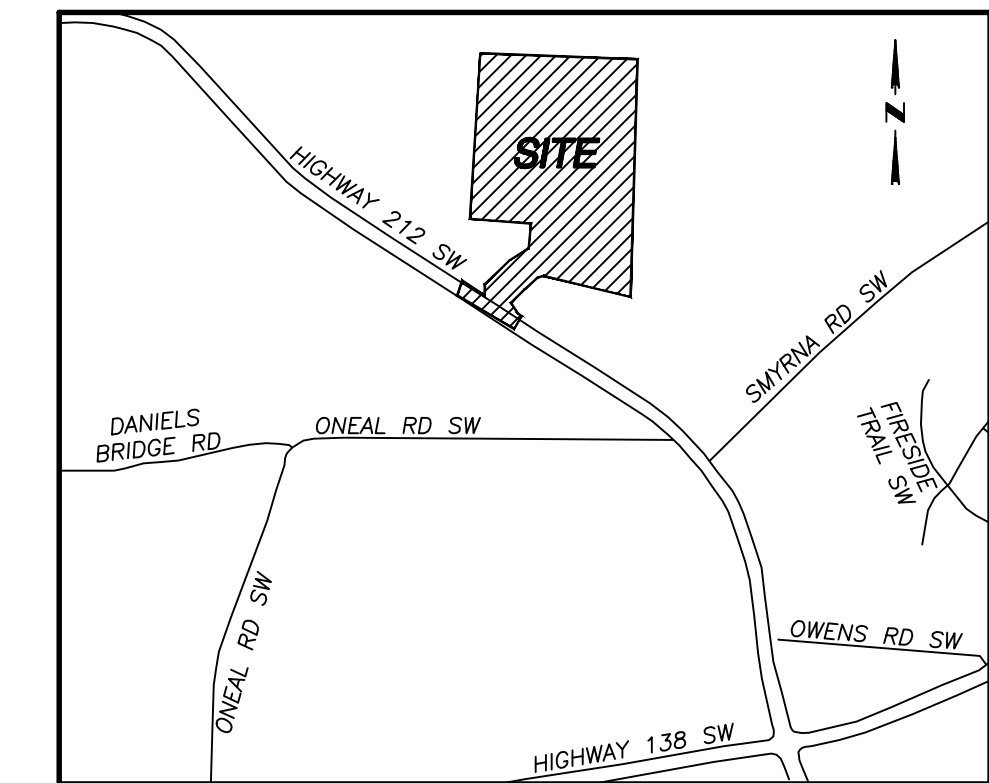 SITE
N
HIGHWAY 212 SW
SMYRNA RD SW
DANIELS
BRIDGE RD
ONEAL RD SW
FIRESIDE
TRAIL SW
ONEAL RD SW
OWENS RD SW
HIGHWAY 138 SW